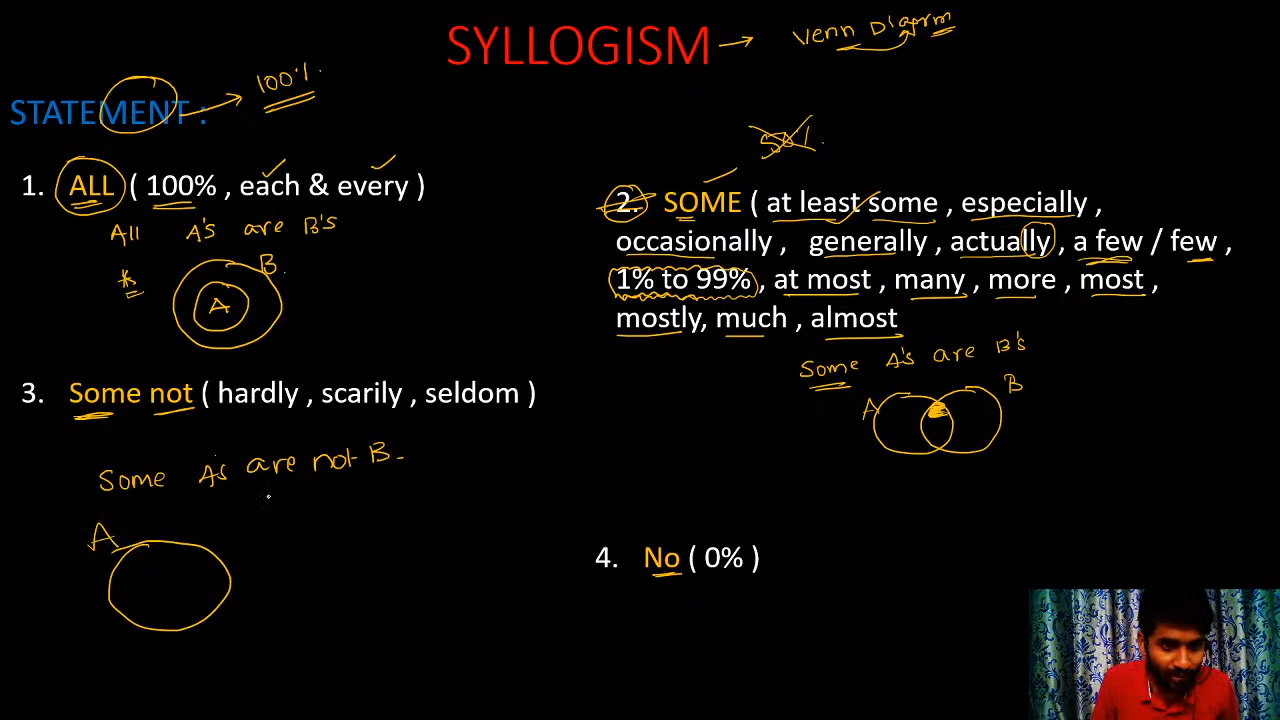 SYLLOGISM → Venn Diagrm
STATEMENT : → 100%.
1. ALL ( 100% , each & every )
All A's are B's
*
B.
A
50%.
2. SOME ( at least some , especially ,
occasionally , generally , actually , a few / few ,
1% to 99% , at most , many , more , most ,
mostly, much , almost
Some A's are B's
A B
3. Some not ( hardly , scarily , seldom )
Some A's are not B.
A
4. No ( 0% )